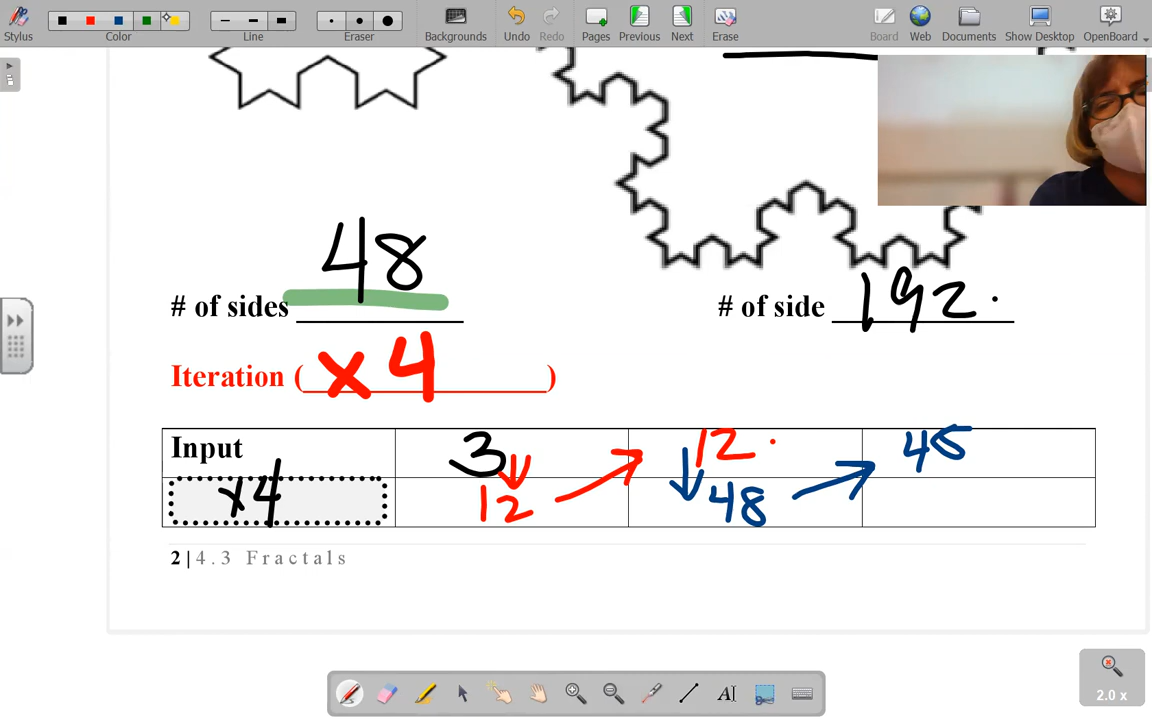 Stylus Color Line Eraser Backgrounds Undo Redo Pages Previous Next Erase Board Web Documents Show Desktop OpenBoard
48
# of sides
192.
# of side
Iteration (x4)
Input 3 12 45
x4 12 48
2|4.3 Fractals
2.0 x